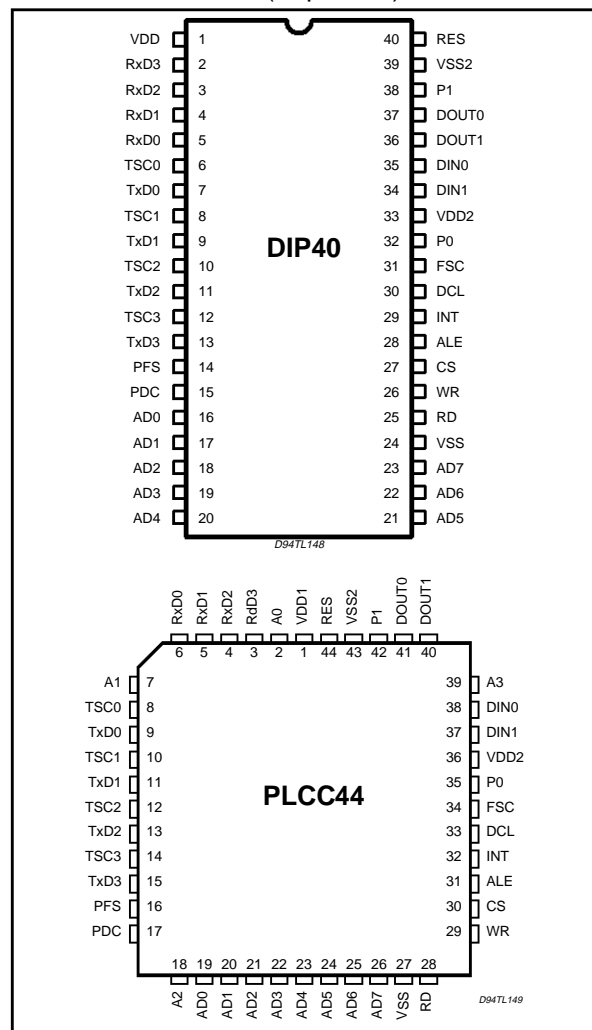 VDD 1 40 RES
RxD3 2 39 VSS2
RxD2 3 38 P1
RxD1 4 37 DOUT0
RxD0 5 36 DOUT1
TSC0 6 35 DIN0
TxD0 7 34 DIN1
TSC1 8 33 VDD2
TxD1 9 32 P0
DIP40
TSC2 10 31 FSC
TxD2 11 30 DCL
TSC3 12 29 INT
TxD3 13 28 ALE
PFS 14 27 CS
PDC 15 26 WR
AD0 16 25 RD
AD1 17 24 VSS
AD2 18 23 AD7
AD3 19 22 AD6
AD4 20 21 AD5
D94TL148
RxD0 RxD1 RxD2 RdD3 A0 VDD1 RES VSS2 P1 DOUT0 DOUT1
6 5 4 3 2 1 44 43 42 41 40
A1 7 39 A3
TSC0 8 38 DIN0
TxD0 9 37 DIN1
TSC1 10 36 VDD2
TxD1 11 35 P0
PLCC44
TSC2 12 34 FSC
TxD2 13 33 DCL
TSC3 14 32 INT
TxD3 15 31 ALE
PFS 16 30 CS
PDC 17 29 WR
18 19 20 21 22 23 24 25 26 27 28
A2 AD0 AD1 AD2 AD3 AD4 AD5 AD6 AD7 VSS RD
D94TL149